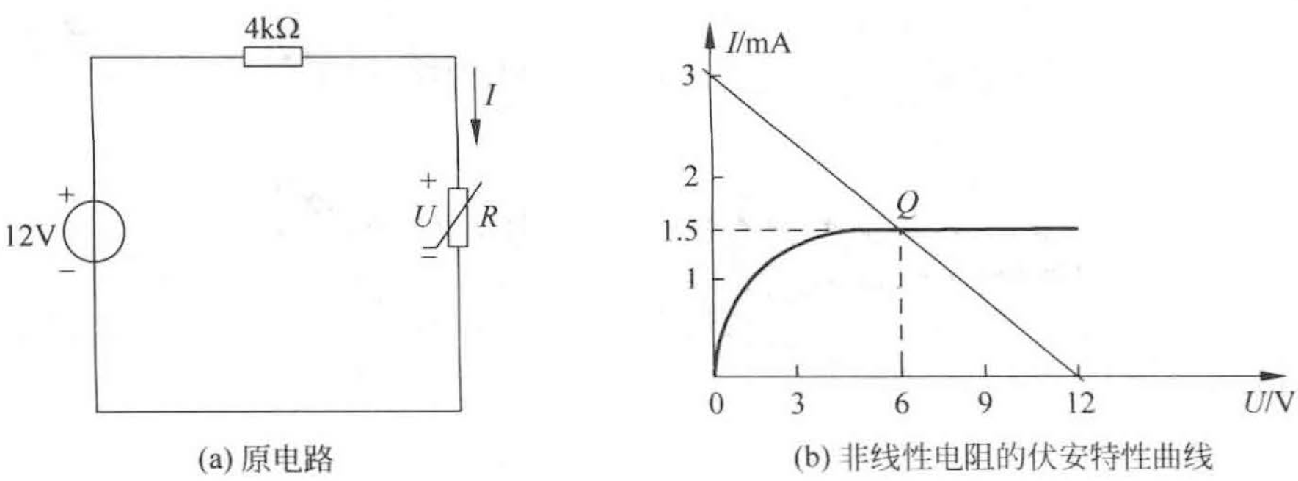 4kΩ
I
+
12V
−
+
U
R
−
(a) 原电路
I/mA
3
2
1.5
1
Q
0 3 6 9 12 U/V
(b) 非线性电阻的伏安特性曲线